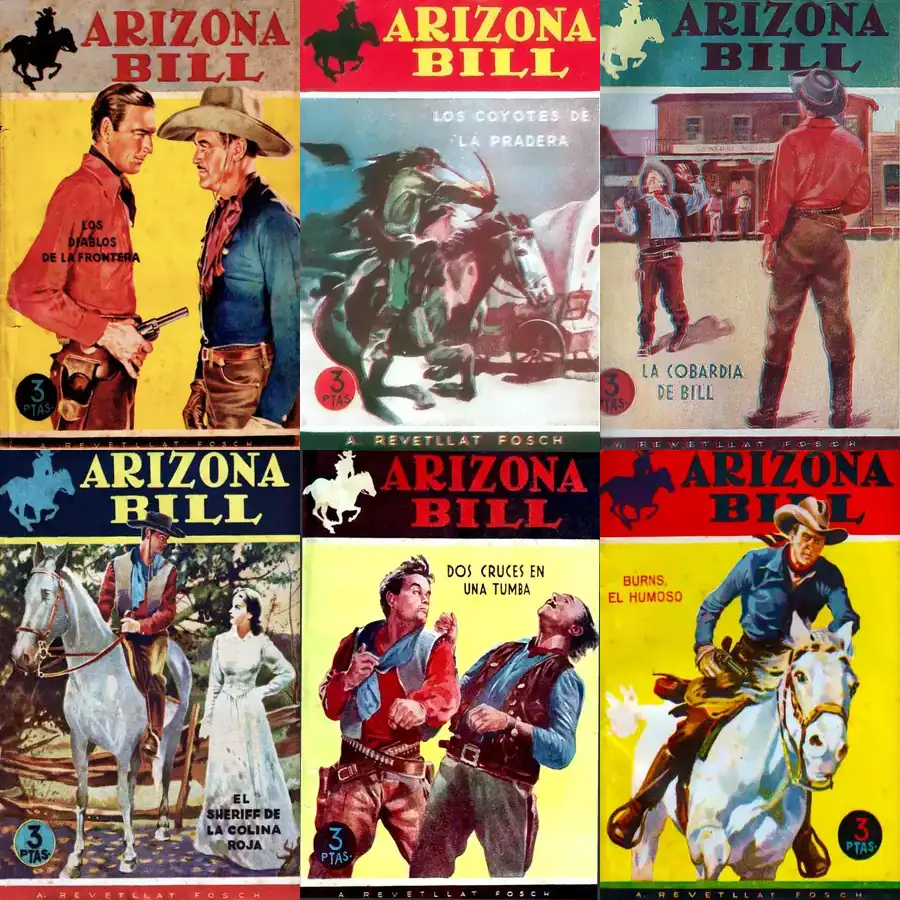 ARIZONA
BILL
LOS
DIABLOS
DE LA FRONTERA
3
PTAS.
A. REVETLLAT FOSCH
ARIZONA
BILL
LOS COYOTES DE
LA PRADERA
3
PTAS.
A. REVETLLAT FOSCH
ARIZONA
BILL
GENERAL
LA COBARDIA
DE BILL
3
PTAS.
A. REVETLLAT FOSCH
ARIZONA
BILL
EL
SHERIFF DE
LA COLINA
ROJA
3
PTAS.
A. REVETLLAT FOSCH
ARIZONA
BILL
DOS CRUCES EN
UNA TUMBA
3
PTAS.
A. REVETLLAT FOSCH
ARIZONA
BILL
BURNS,
EL HUMOSO
3
PTAS.
A. REVETLLAT FOSCH